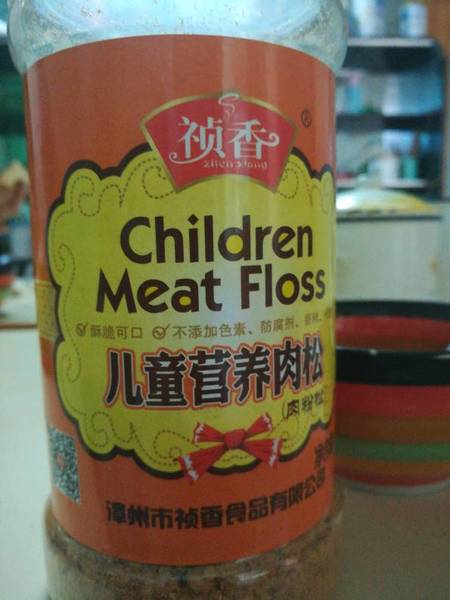 祯香
®
ZHENXIANG
Children
Meat Floss
酥脆可口 不添加色素、防腐剂、香精
儿童营养肉松
(肉粉松)
漳州市祯香食品有限公司